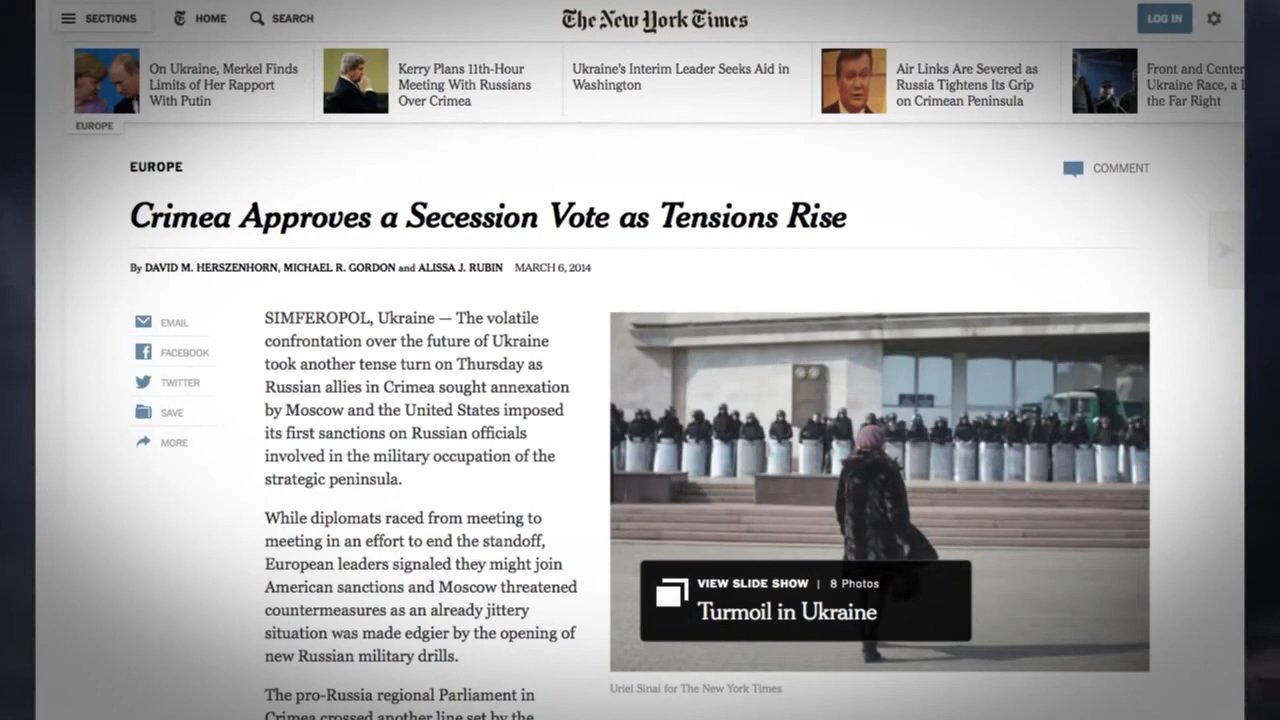 SECTIONS
HOME
SEARCH
The New York Times
LOG IN
On Ukraine, Merkel Finds
Limits of Her Rapport
With Putin
Kerry Plans 11th-Hour
Meeting With Russians
Over Crimea
Ukraine's Interim Leader Seeks Aid in
Washington
Air Links Are Severed as
Russia Tightens Its Grip
on Crimean Peninsula
Front and Center
Ukraine Race, a
the Far Right
EUROPE
EUROPE
COMMENT
Crimea Approves a Secession Vote as Tensions Rise
By DAVID M. HERSZENHORN, MICHAEL R. GORDON and ALISSA J. RUBIN MARCH 6, 2014
EMAIL
FACEBOOK
TWITTER
SAVE
MORE
SIMFEROPOL, Ukraine — The volatile
confrontation over the future of Ukraine
took another tense turn on Thursday as
Russian allies in Crimea sought annexation
by Moscow and the United States imposed
its first sanctions on Russian officials
involved in the military occupation of the
strategic peninsula.
While diplomats raced from meeting to
meeting in an effort to end the standoff,
European leaders signaled they might join
American sanctions and Moscow threatened
countermeasures as an already jittery
situation was made edgier by the opening of
new Russian military drills.
The pro-Russia regional Parliament in
Crimea crossed another line set by the
VIEW SLIDE SHOW | 8 Photos
Turmoil in Ukraine
Uriel Sinai for The New York Times